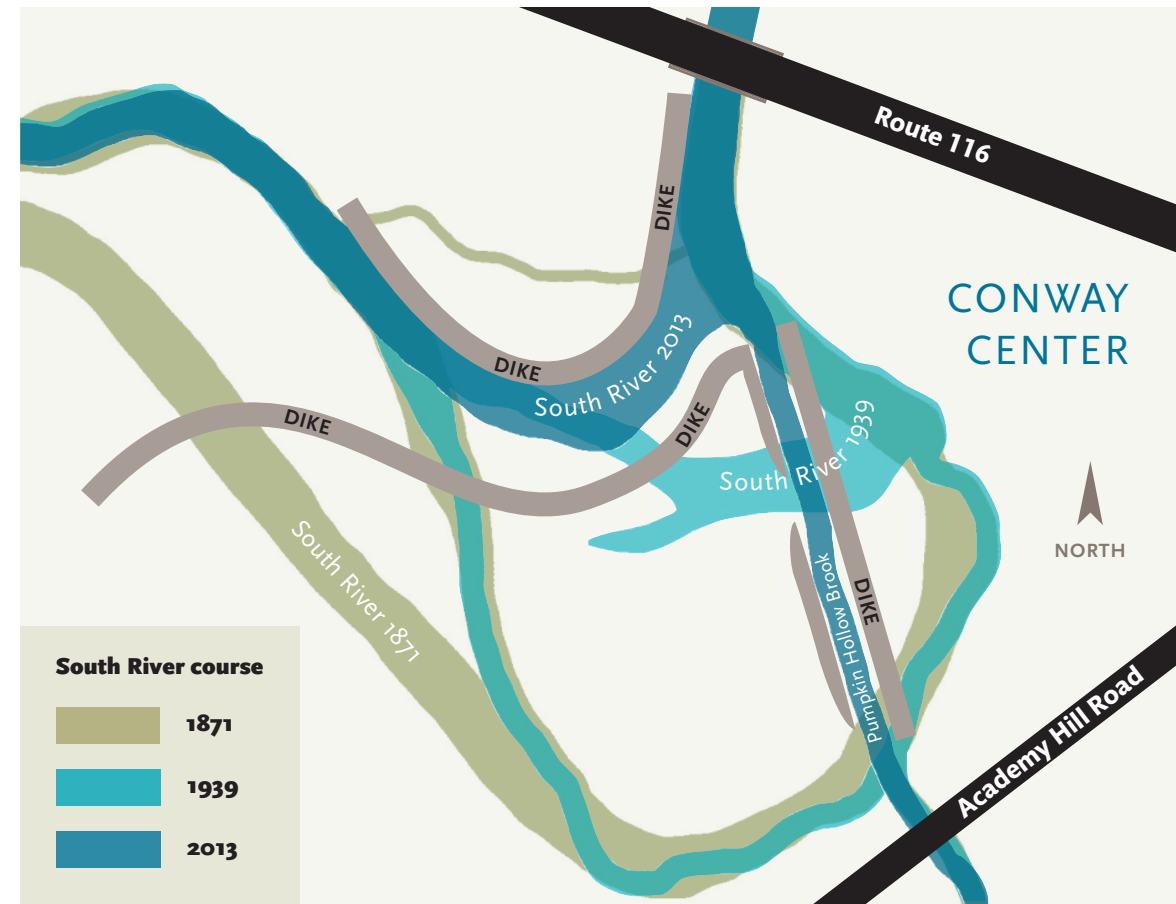 Route 116
DIKE
CONWAY
CENTER
South River 2013
DIKE
DIKE
DIKE
South River 1939
NORTH
South River 1871
Pumpkin Hollow Brook
DIKE
Academy Hill Road
South River course
1871
1939
2013